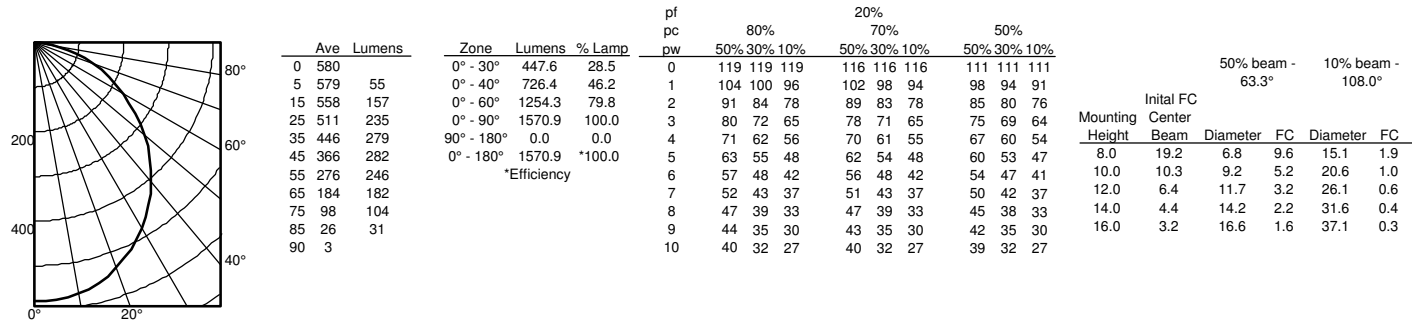 80°
60°
40°
200
400
0° 20°
Ave Lumens
0 580
5 579 55
15 558 157
25 511 235
35 446 279
45 366 282
55 276 246
65 184 182
75 98 104
85 26 31
90 3
Zone Lumens % Lamp
0° - 30° 447.6 28.5
0° - 40° 726.4 46.2
0° - 60° 1254.3 79.8
0° - 90° 1570.9 100.0
90° - 180° 0.0 0.0
0° - 180° 1570.9 *100.0
*Efficiency
pf 20%
pc 80% 70% 50%
pw 50% 30% 10% 50% 30% 10% 50% 30% 10%
0 119 119 119 116 116 116 111 111 111
1 104 100 96 102 98 94 98 94 91
2 91 84 78 89 83 78 85 80 76
3 80 72 65 78 71 65 75 69 64
4 71 62 56 70 61 55 67 60 54
5 63 55 48 62 54 48 60 53 47
6 57 48 42 56 48 42 54 47 41
7 52 43 37 51 43 37 50 42 37
8 47 39 33 47 39 33 45 38 33
9 44 35 30 43 35 30 42 35 30
10 40 32 27 40 32 27 39 32 27
50% beam - 10% beam -
63.3° 108.0°
Inital FC
Mounting Center
Height Beam Diameter FC Diameter FC
8.0 19.2 6.8 9.6 15.1 1.9
10.0 10.3 9.2 5.2 20.6 1.0
12.0 6.4 11.7 3.2 26.1 0.6
14.0 4.4 14.2 2.2 31.6 0.4
16.0 3.2 16.6 1.6 37.1 0.3